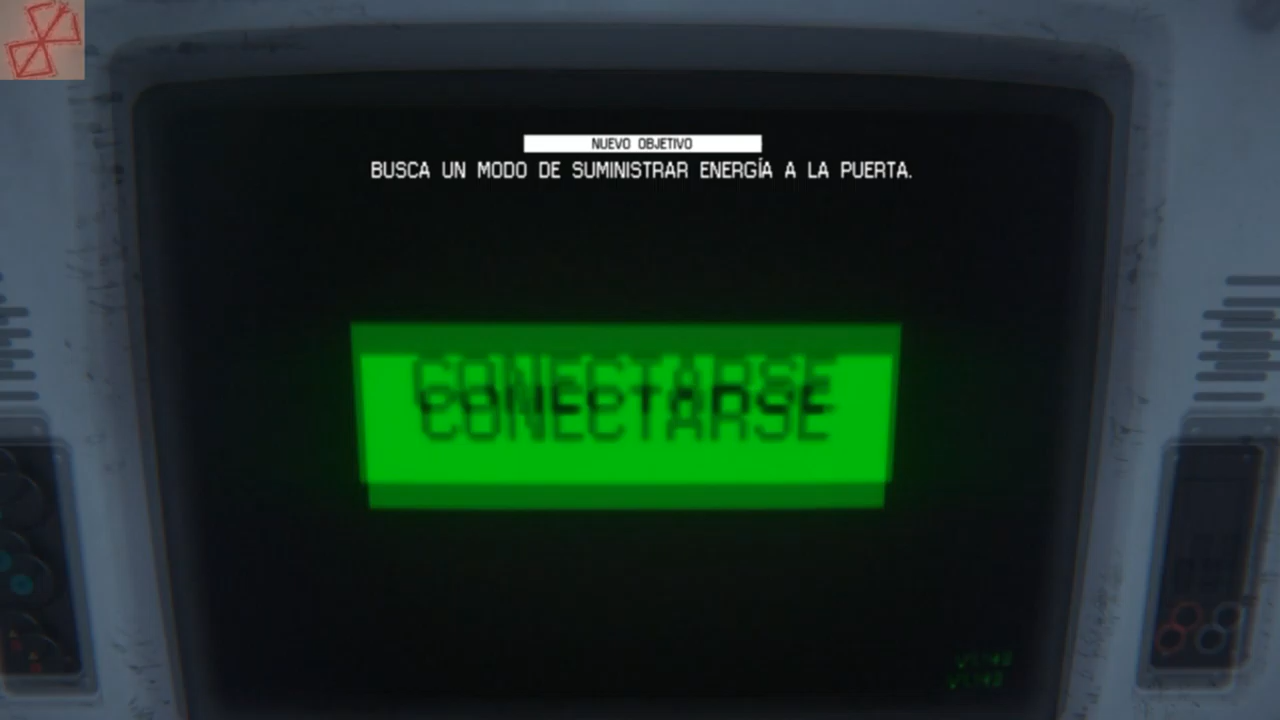 NUEVO OBJETIVO
BUSCA UN MODO DE SUMINISTRAR ENERGÍA A LA PUERTA.
CONECTARSE